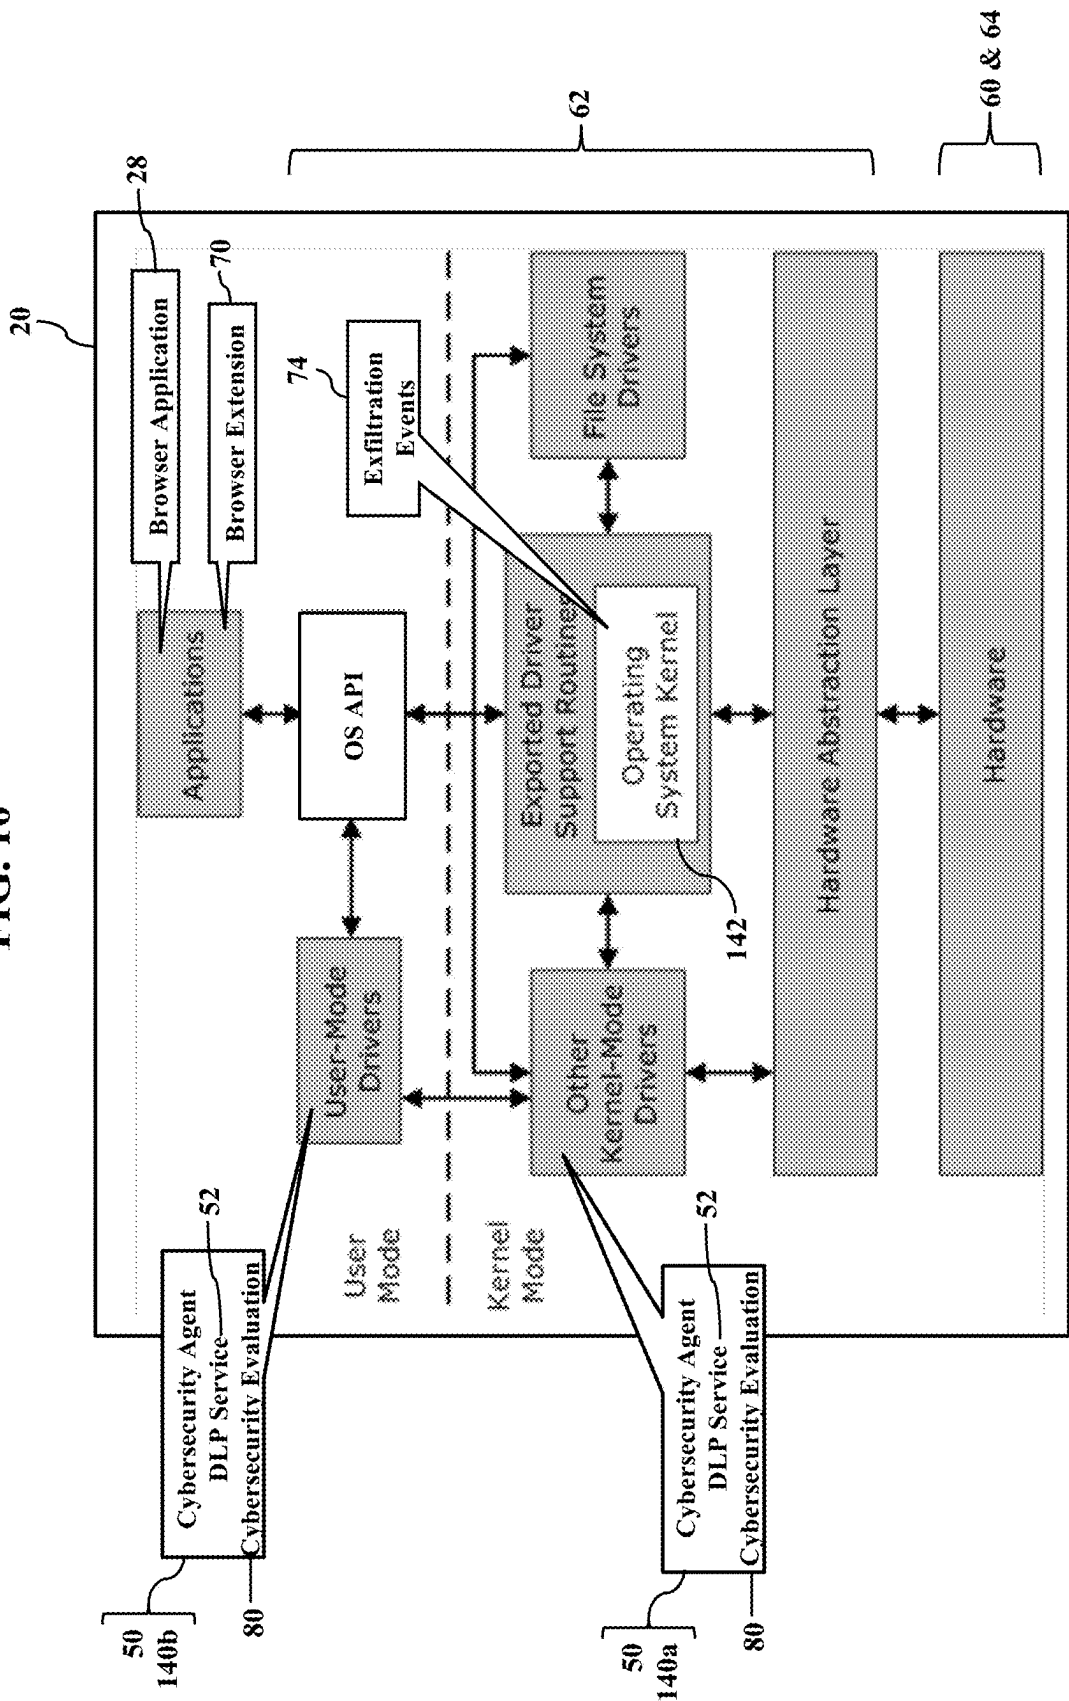 FIG. 16
20
28
Browser Application
70
Browser Extension
Applications
62
Cybersecurity Agent
DLP Service
52
Cybersecurity Evaluation
50
140b
80
User-Mode
Drivers
OS API
74
Exfiltration
Events
User
Mode
Kernel
Mode
Other
Kernel-Mode
Drivers
Exported Driver
Support Routines
Operating
System Kernel
142
File System
Drivers
Cybersecurity Agent
DLP Service
52
Cybersecurity Evaluation
50
140a
80
Hardware Abstraction Layer
Hardware
60 & 64